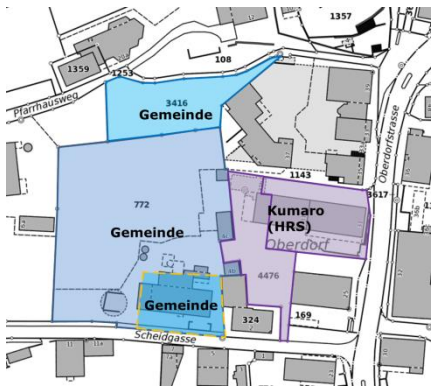 1357
1359
1253
108
Pfarrhausweg
3416
Gemeinde
Oberdorfstrasse
1143
3617
772
Kumaro
(HRS)
Oberdorf
Gemeinde
4476
Gemeinde
324
169
Scheidgasse